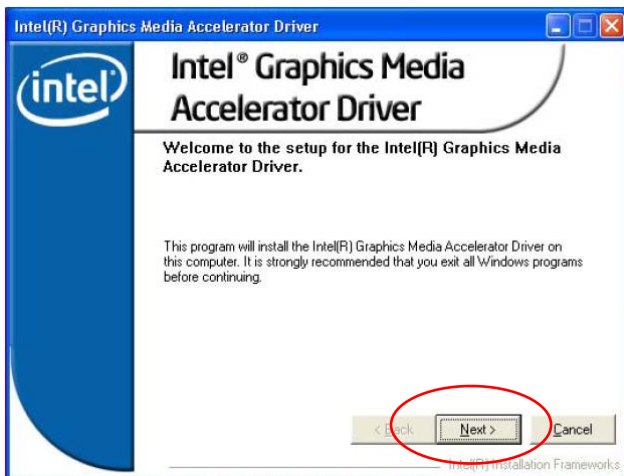 Intel(R) Graphics Media Accelerator Driver
intel
Intel® Graphics Media
Accelerator Driver
Welcome to the setup for the Intel(R) Graphics Media
Accelerator Driver.
This program will install the Intel(R) Graphics Media Accelerator Driver on
this computer. It is strongly recommended that you exit all Windows programs
before continuing.
< Back Next > Cancel
Intel(R) Installation Frameworks